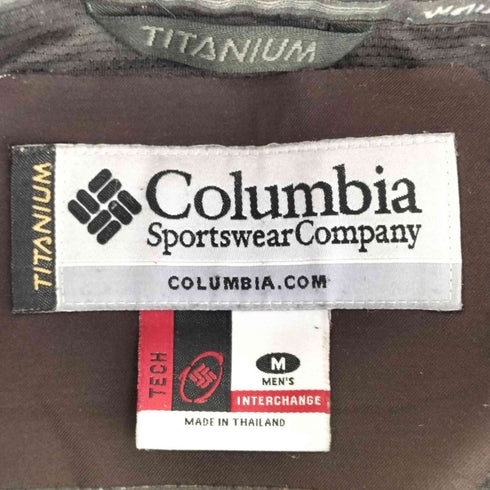 TITANIUM
TITANIUM
Columbia
Sportswear Company
COLUMBIA.COM
TECH
M
MEN'S
INTERCHANGE
MADE IN THAILAND